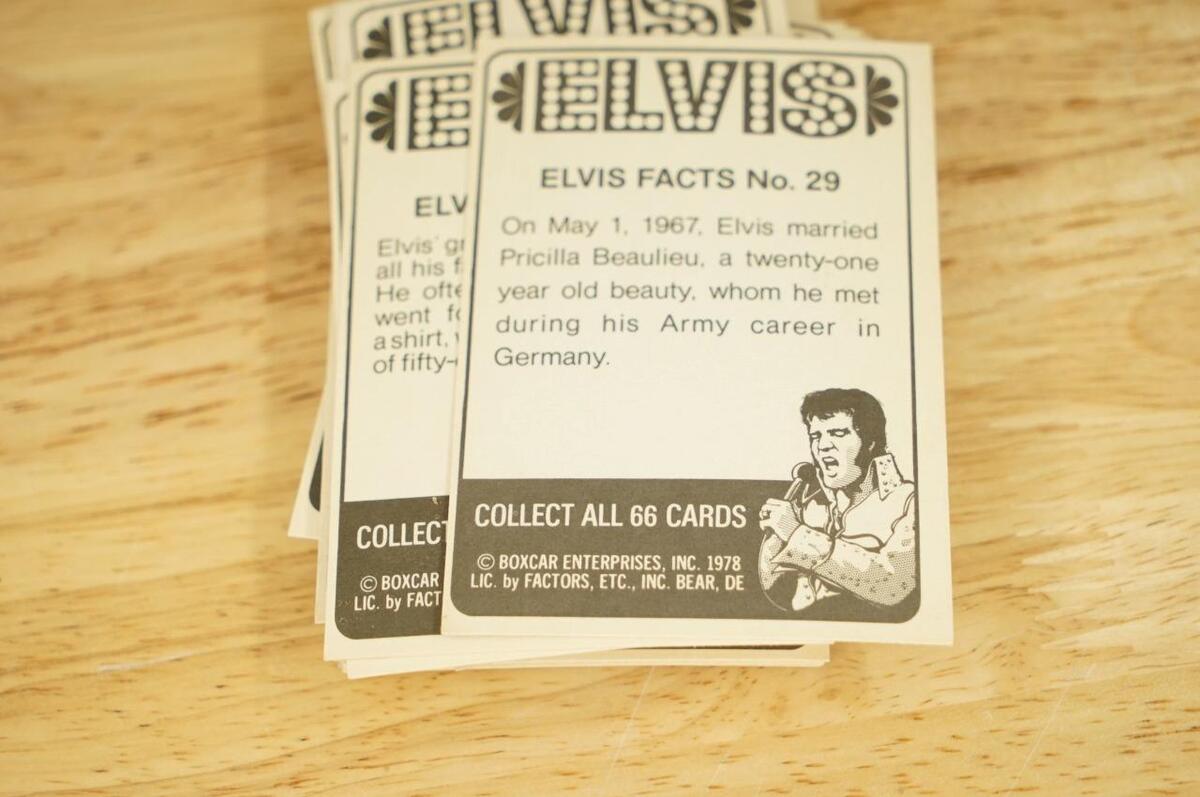 ELVIS
ELVIS
ELVIS FACTS No. 29
On May 1, 1967, Elvis married
Pricilla Beaulieu, a twenty-one
year old beauty, whom he met
during his Army career in
Germany.
COLLECT ALL 66 CARDS
© BOXCAR ENTERPRISES, INC. 1978
LIC. by FACTORS, ETC., INC. BEAR, DE
E
ELV
Elvis' gr
all his f
He ofte
went fo
a shirt,
of fifty-
COLLECT
© BOXCAR
LIC. by FACT